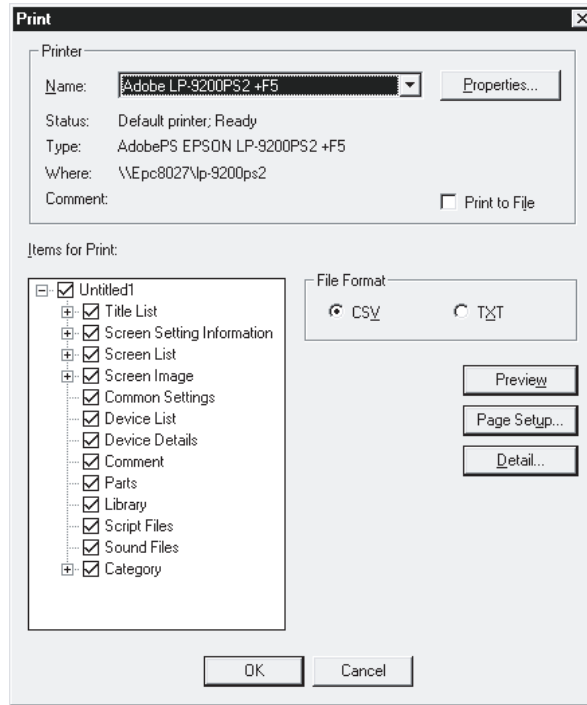 Print
Printer
Name: Adobe LP-9200PS2 +F5 Properties...
Status: Default printer; Ready
Type: AdobePS EPSON LP-9200PS2 +F5
Where: \\Epc8027\lp-9200ps2
Comment: Print to File
Items for Print:
Untitled1
Title List
Screen Setting Information
Screen List
Screen Image
Common Settings
Device List
Device Details
Comment
Parts
Library
Script Files
Sound Files
Category
File Format
CSV TXT
Preview
Page Setup...
Detail...
OK Cancel